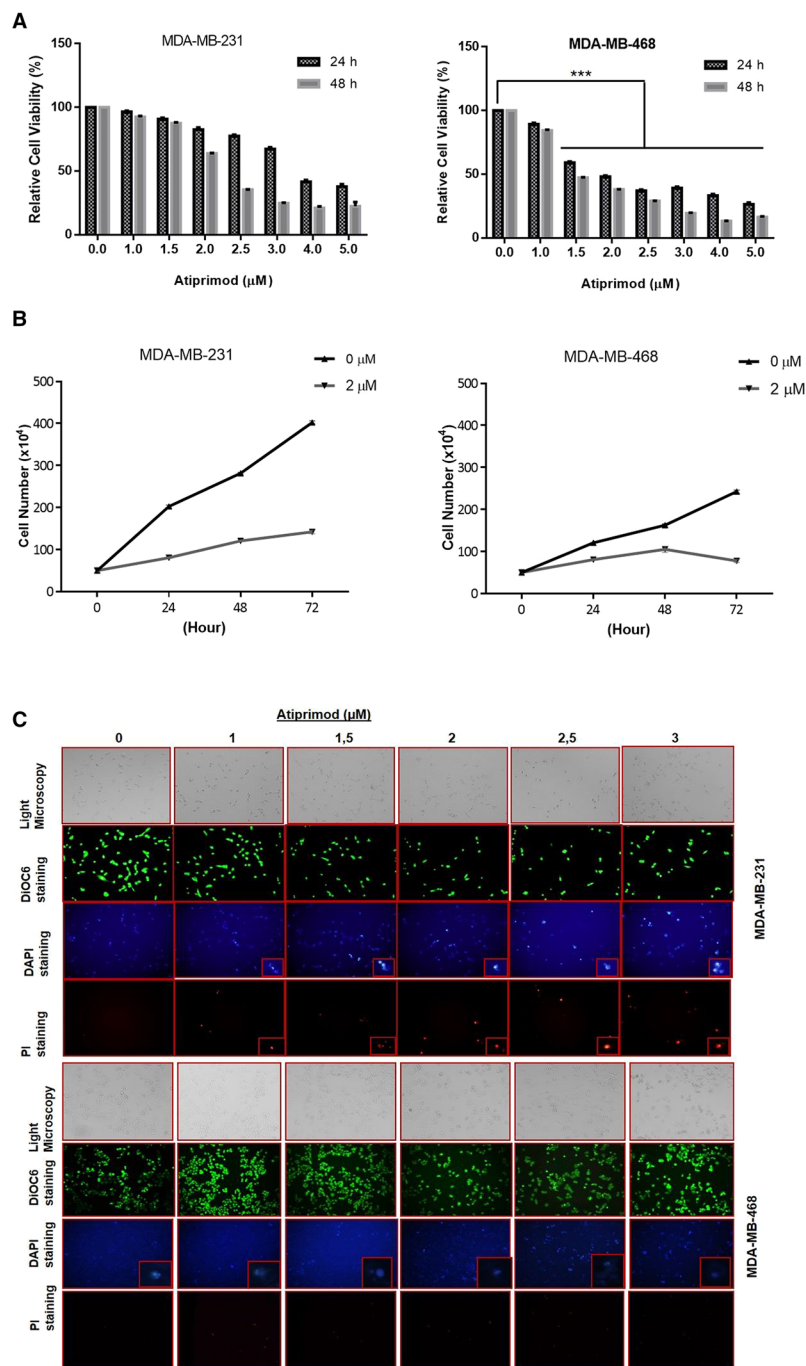 A
MDA-MB-231
150
100
50
0
Relative Cell Viability (%)
24 h
48 h
0.0 1.0 1.5 2.0 2.5 3.0 4.0 5.0
Atiprimod (µM)
MDA-MB-468
150
100
50
0
Relative Cell Viability (%)
***
24 h
48 h
0.0 1.0 1.5 2.0 2.5 3.0 4.0 5.0
Atiprimod (µM)
B
MDA-MB-231
0 µM
2 µM
500
400
300
200
100
0
Cell Number (x10⁴)
0 24 48 72
(Hour)
MDA-MB-468
0 µM
2 µM
500
400
300
200
100
0
Cell Number (x10⁴)
0 24 48 72
(Hour)
C
Atiprimod (µM)
0 1 1,5 2 2,5 3
Light
Microscopy
DiOC6
staining
DAPI
staining
PI
staining
MDA-MB-231
Light
Microscopy
DiOC6
staining
DAPI
staining
PI
staining
MDA-MB-468